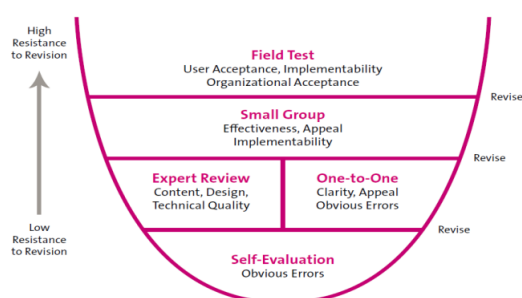 High
Resistance
to Revision
Field Test
User Acceptance, Implementability
Organizational Acceptance
Revise
Small Group
Effectiveness, Appeal
Implementability
Revise
Expert Review
Content, Design,
Technical Quality
One-to-One
Clarity, Appeal
Obvious Errors
Low
Resistance
to Revision
Revise
Self-Evaluation
Obvious Errors